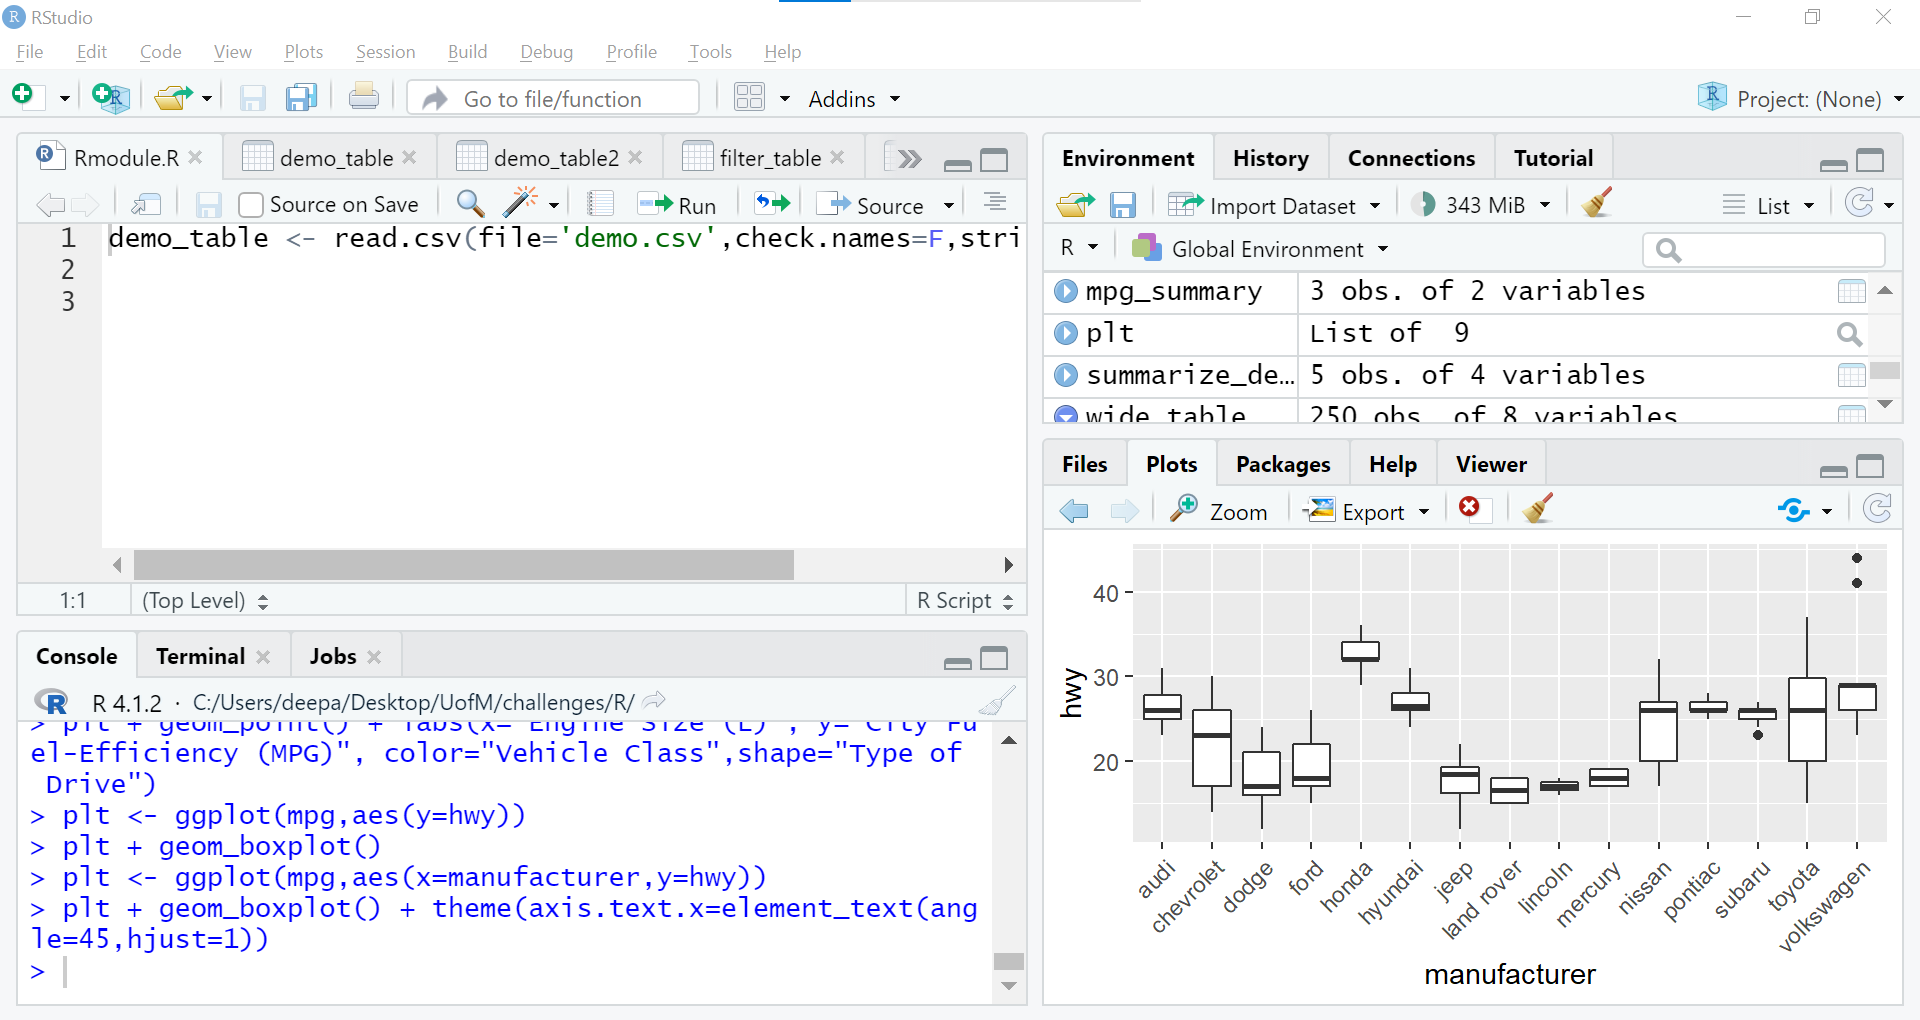 RStudio
File Edit Code View Plots Session Build Debug Profile Tools Help
Go to file/function Addins Project: (None)
Rmodule.R demo_table demo_table2 filter_table
Source on Save Run Source
1 demo_table <- read.csv(file='demo.csv',check.names=F,stri
2
3
1:1 (Top Level) R Script
Console Terminal Jobs
R 4.1.2 · C:/Users/deepa/Desktop/UofM/challenges/R/
> plt + geom_point() + labs(x="Engine Size (L)", y="City Fu
el-Efficiency (MPG)", color="Vehicle Class",shape="Type of
Drive")
> plt <- ggplot(mpg,aes(y=hwy))
> plt + geom_boxplot()
> plt <- ggplot(mpg,aes(x=manufacturer,y=hwy))
> plt + geom_boxplot() + theme(axis.text.x=element_text(ang
le=45,hjust=1))
>
Environment History Connections Tutorial
Import Dataset 343 MiB List
R Global Environment
mpg_summary 3 obs. of 2 variables
plt List of 9
summarize_de… 5 obs. of 4 variables
wide_table 250 obs. of 8 variables
Files Plots Packages Help Viewer
Zoom Export
40
30
20
hwy
audi
chevrolet
dodge
ford
honda
hyundai
jeep
land rover
lincoln
mercury
nissan
pontiac
subaru
toyota
volkswagen
manufacturer